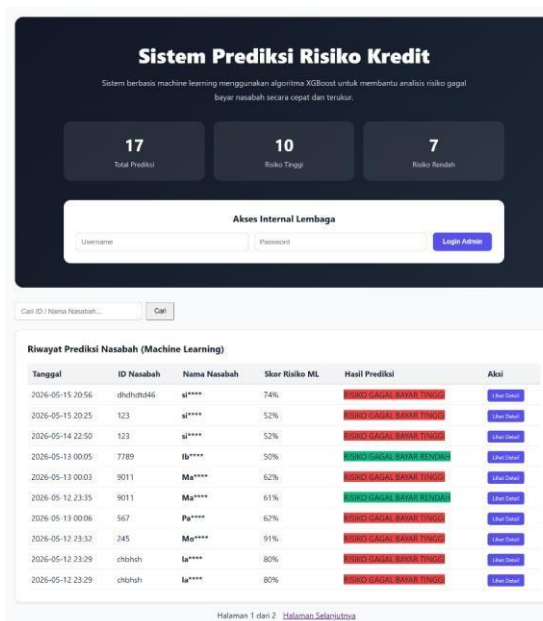 Sistem Prediksi Risiko Kredit
Sistem berbasis machine learning menggunakan algoritma XGBoost untuk membantu analisis risiko gagal
bayar nasabah secara cepat dan terukur.
17 10 7
Total Prediksi Risiko Tinggi Risiko Rendah
Akses Internal Lembaga
Username Password Login Admin
Cari ID / Nama Nasabah... Cari
Riwayat Prediksi Nasabah (Machine Learning)
Tanggal ID Nasabah Nama Nasabah Skor Risiko ML Hasil Prediksi Aksi
2026-05-15 20:56 dhdhdtd46 si**** 74% RISIKO GAGAL BAYAR TINGGI Lihat Detail
2026-05-15 20:25 123 si**** 52% RISIKO GAGAL BAYAR TINGGI Lihat Detail
2026-05-14 22:50 123 si**** 52% RISIKO GAGAL BAYAR TINGGI Lihat Detail
2026-05-13 00:05 7789 Ib**** 50% RISIKO GAGAL BAYAR RENDAH Lihat Detail
2026-05-13 00:03 9011 Ma**** 62% RISIKO GAGAL BAYAR TINGGI Lihat Detail
2026-05-12 23:35 9011 Ma**** 61% RISIKO GAGAL BAYAR RENDAH Lihat Detail
2026-05-13 00:06 567 Pa**** 62% RISIKO GAGAL BAYAR TINGGI Lihat Detail
2026-05-12 23:32 245 Mo**** 91% RISIKO GAGAL BAYAR TINGGI Lihat Detail
2026-05-12 23:29 chbhsh la**** 80% RISIKO GAGAL BAYAR TINGGI Lihat Detail
2026-05-12 23:29 chbhsh la**** 80% RISIKO GAGAL BAYAR TINGGI Lihat Detail
Halaman 1 dari 2 Halaman Selanjutnya